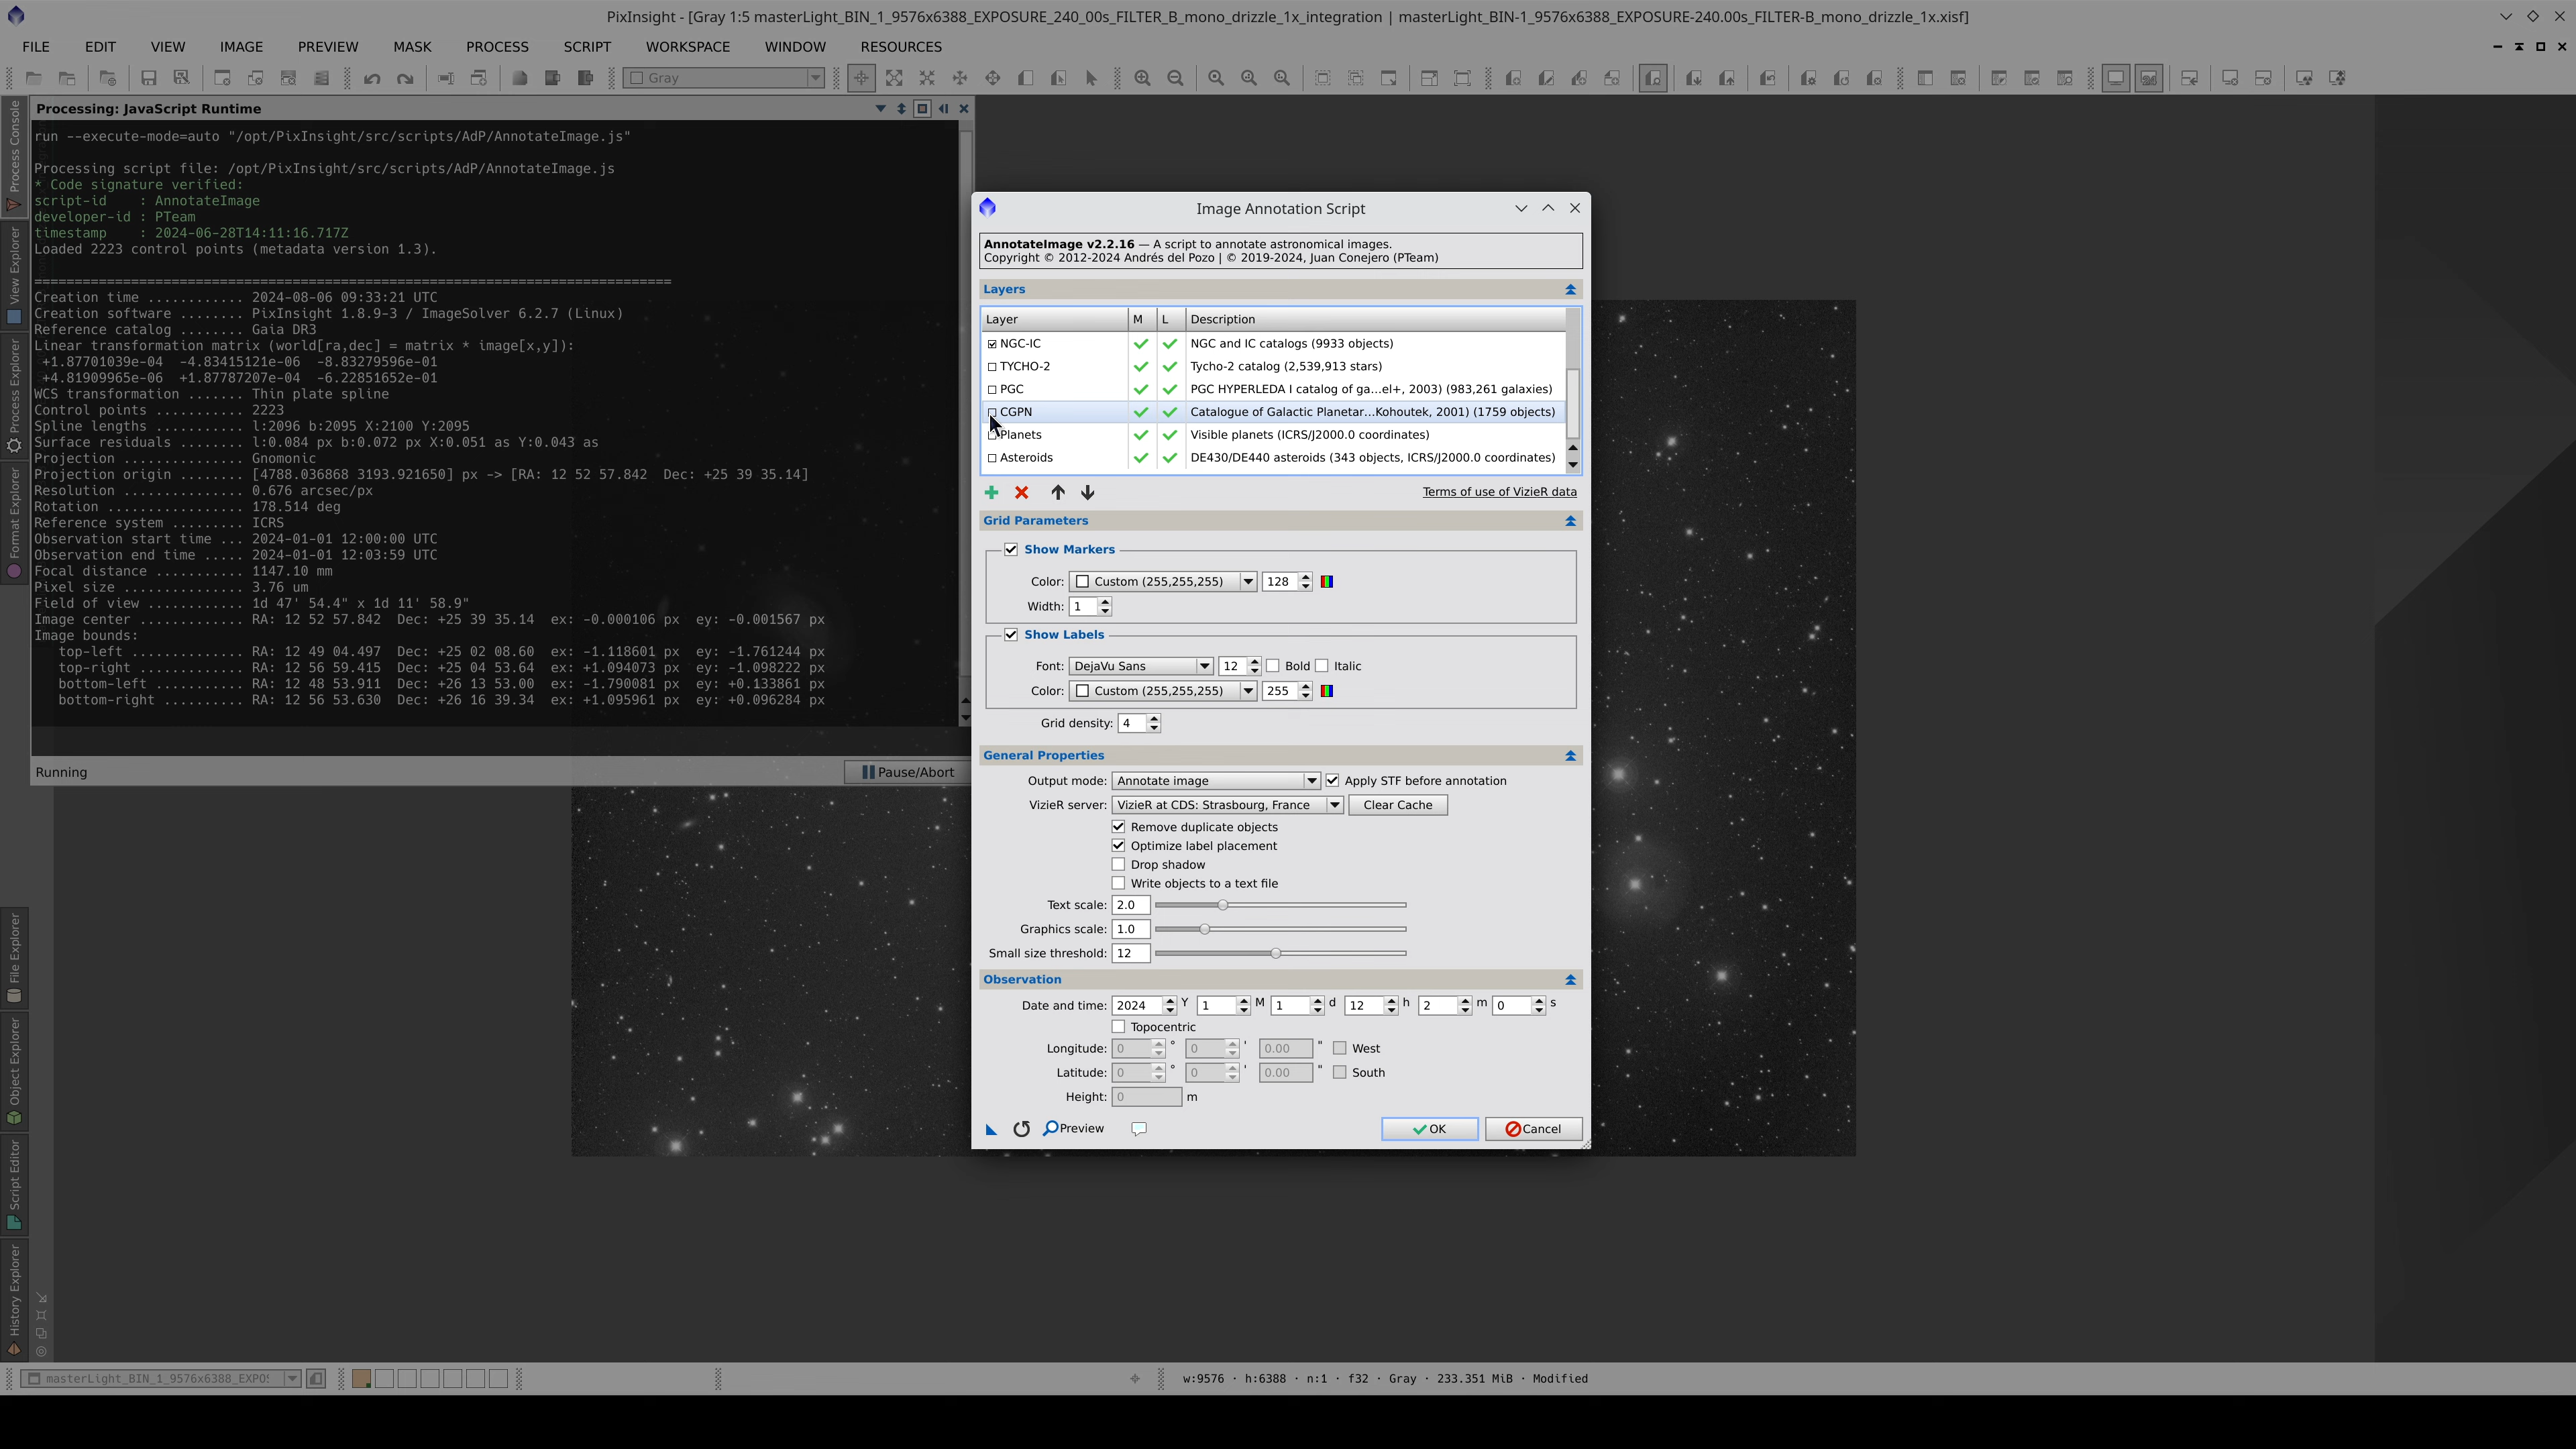 PixInsight - [Gray 1:5 masterLight_BIN_1_9576x6388_EXPOSURE_240_00s_FILTER_B_mono_drizzle_1x_integration | masterLight_BIN-1_9576x6388_EXPOSURE-240.00s_FILTER-B_mono_drizzle_1x.xisf]
FILE EDIT VIEW IMAGE PREVIEW MASK PROCESS SCRIPT WORKSPACE WINDOW RESOURCES
Gray
Process Console
View Explorer
Process Explorer
Format Explorer
File Explorer
Object Explorer
Script Editor
History Explorer
Processing: JavaScript Runtime
run --execute-mode=auto "/opt/PixInsight/src/scripts/AdP/AnnotateImage.js"
Processing script file: /opt/PixInsight/src/scripts/AdP/AnnotateImage.js
* Code signature verified:
script-id    : AnnotateImage
developer-id : PTeam
timestamp    : 2024-06-28T14:11:16.717Z
Loaded 2223 control points (metadata version 1.3).
===============================================================================
Creation time ............ 2024-08-06 09:33:21 UTC
Creation software ........ PixInsight 1.8.9-3 / ImageSolver 6.2.7 (Linux)
Reference catalog ........ Gaia DR3
Linear transformation matrix (world[ra,dec] = matrix * image[x,y]):
+1.87701039e-04  -4.83415121e-06  -8.83279596e-01
+4.81909965e-06  +1.87787207e-04  -6.22851652e-01
WCS transformation ....... Thin plate spline
Control points ........... 2223
Spline lengths ........... l:2096 b:2095 X:2100 Y:2095
Surface residuals ........ l:0.084 px b:0.072 px X:0.051 as Y:0.043 as
Projection ............... Gnomonic
Projection origin ........ [4788.036868 3193.921650] px -> [RA: 12 52 57.842  Dec: +25 39 35.14]
Resolution ............... 0.676 arcsec/px
Rotation ................. 178.514 deg
Reference system ......... ICRS
Observation start time ... 2024-01-01 12:00:00 UTC
Observation end time ..... 2024-01-01 12:03:59 UTC
Focal distance ........... 1147.10 mm
Pixel size ............... 3.76 um
Field of view ............ 1d 47' 54.4" x 1d 11' 58.9"
Image center ............. RA: 12 52 57.842  Dec: +25 39 35.14  ex: -0.000106 px  ey: -0.001567 px
Image bounds:
top-left ............... RA: 12 49 04.497  Dec: +25 02 08.60  ex: -1.118601 px  ey: -1.761244 px
top-right .............. RA: 12 56 59.415  Dec: +25 04 53.64  ex: +1.094073 px  ey: -1.098222 px
bottom-left ............ RA: 12 48 53.911  Dec: +26 13 53.00  ex: -1.790081 px  ey: +0.133861 px
bottom-right ........... RA: 12 56 53.630  Dec: +26 16 39.34  ex: +1.095961 px  ey: +0.096284 px
Running
Pause/Abort
Image Annotation Script
AnnotateImage v2.2.16 — A script to annotate astronomical images.
Copyright © 2012-2024 Andrés del Pozo | © 2019-2024, Juan Conejero (PTeam)
Layers
Layer M L Description
NGC-IC NGC and IC catalogs (9933 objects)
TYCHO-2 Tycho-2 catalog (2,539,913 stars)
PGC PGC HYPERLEDA I catalog of ga...el+, 2003) (983,261 galaxies)
CGPN Catalogue of Galactic Planetar...Kohoutek, 2001) (1759 objects)
Planets Visible planets (ICRS/J2000.0 coordinates)
Asteroids DE430/DE440 asteroids (343 objects, ICRS/J2000.0 coordinates)
Terms of use of VizieR data
Grid Parameters
Show Markers
Color: Custom (255,255,255) 128
Width: 1
Show Labels
Font: DejaVu Sans 12 Bold Italic
Color: Custom (255,255,255) 255
Grid density: 4
General Properties
Output mode: Annotate image Apply STF before annotation
VizieR server: VizieR at CDS: Strasbourg, France Clear Cache
Remove duplicate objects
Optimize label placement
Drop shadow
Write objects to a text file
Text scale: 2.0
Graphics scale: 1.0
Small size threshold: 12
Observation
Date and time: 2024 Y 1 M 1 d 12 h 2 m 0 s
Topocentric
Longitude: 0 ° 0 ' 0.00 " West
Latitude: 0 ° 0 ' 0.00 " South
Height: 0 m
Preview
OK
Cancel
masterLight_BIN_1_9576x6388_EXPOS
w:9576 · h:6388 · n:1 · f32 · Gray · 233.351 MiB · Modified